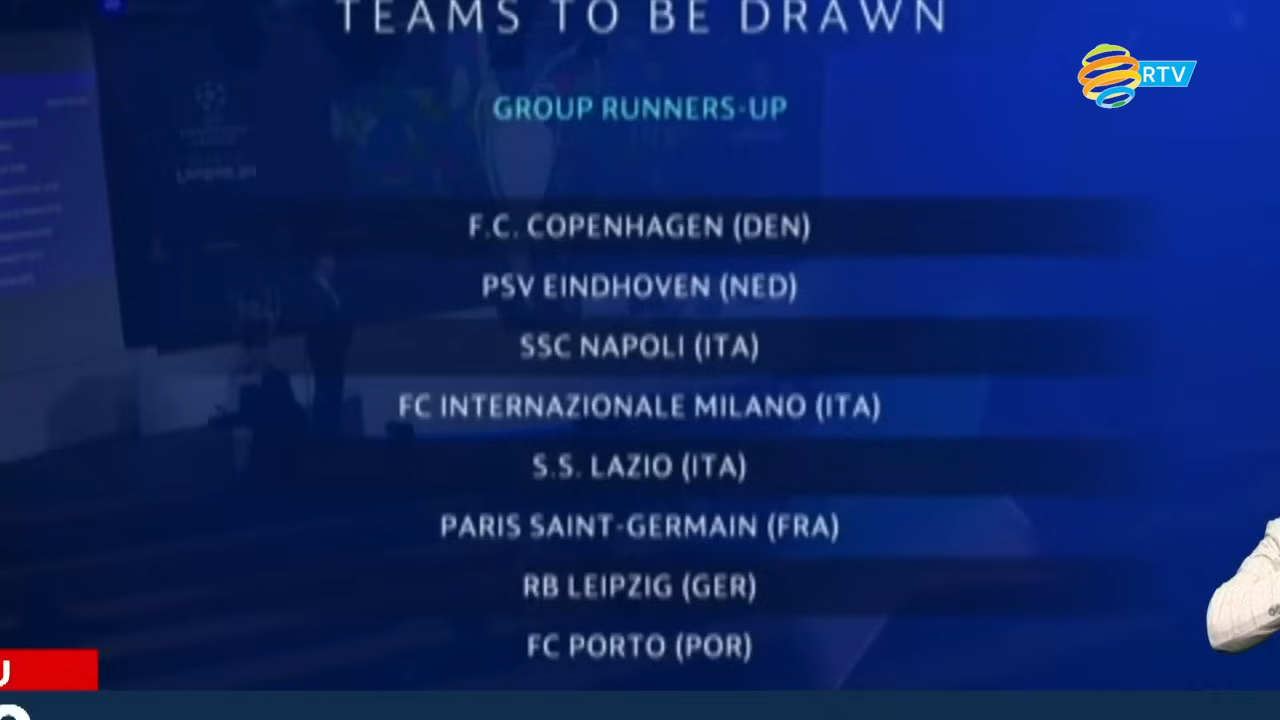 TEAMS TO BE DRAWN
RTV
GROUP RUNNERS-UP
F.C. COPENHAGEN (DEN)
PSV EINDHOVEN (NED)
SSC NAPOLI (ITA)
FC INTERNAZIONALE MILANO (ITA)
S.S. LAZIO (ITA)
PARIS SAINT-GERMAIN (FRA)
RB LEIPZIG (GER)
FC PORTO (POR)